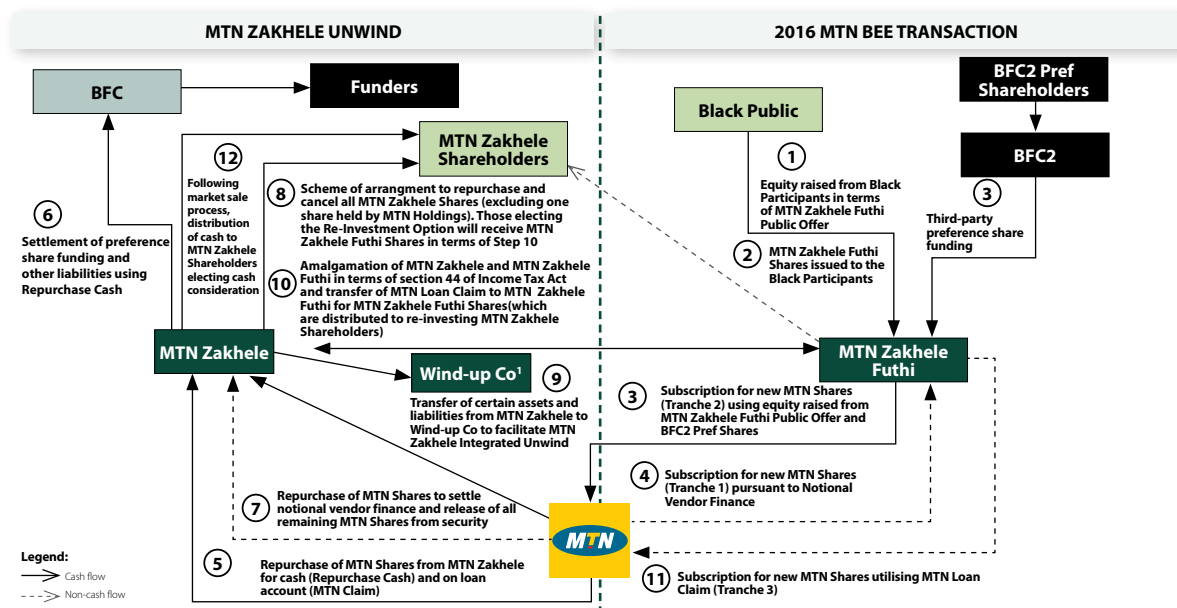 MTN ZAKHELE UNWIND
2016 MTN BEE TRANSACTION
BFC
Funders
MTN Zakhele
Shareholders
Black Public
BFC2 Pref
Shareholders
BFC2
12
Following
market sale
process,
distribution
of cash to
MTN Zakhele
Shareholders
electing cash
consideration
6
Settlement of preference
share funding and
other liabilities using
Repurchase Cash
8
Scheme of arrangment to repurchase and
cancel all MTN Zakhele Shares (excluding one
share held by MTN Holdings). Those electing
the Re-Investment Option will receive MTN
Zakhele Futhi Shares in terms of Step 10
10
Amalgamation of MTN Zakhele and MTN Zakhele
Futhi in terms of section 44 of Income Tax Act
and transfer of MTN Loan Claim to MTN Zakhele
Futhi for MTN Zakhele Futhi Shares(which
are distributed to re-investing MTN Zakhele
Shareholders)
1
Equity raised from Black
Participants in terms
of MTN Zakhele Futhi
Public Offer
2
MTN Zakhele Futhi
Shares issued to the
Black Participants
3
Third-party
preference share
funding
MTN Zakhele
Wind-up Co¹
9
Transfer of certain assets and
liabilities from MTN Zakhele to
Wind-up Co to facilitate MTN
Zakhele Integrated Unwind
MTN Zakhele
Futhi
3
Subscription for new MTN Shares
(Tranche 2) using equity raised from
MTN Zakhele Futhi Public Offer and
BFC2 Pref Shares
4
Subscription for new MTN Shares
(Tranche 1) pursuant to Notional
Vendor Finance
7
Repurchase of MTN Shares to settle
notional vendor finance and release of all
remaining MTN Shares from security
MTN
5
Repurchase of MTN Shares from MTN Zakhele
for cash (Repurchase Cash) and on loan
account (MTN Claim)
11
Subscription for new MTN Shares utilising MTN Loan
Claim (Tranche 3)
Legend:
Cash flow
Non-cash flow